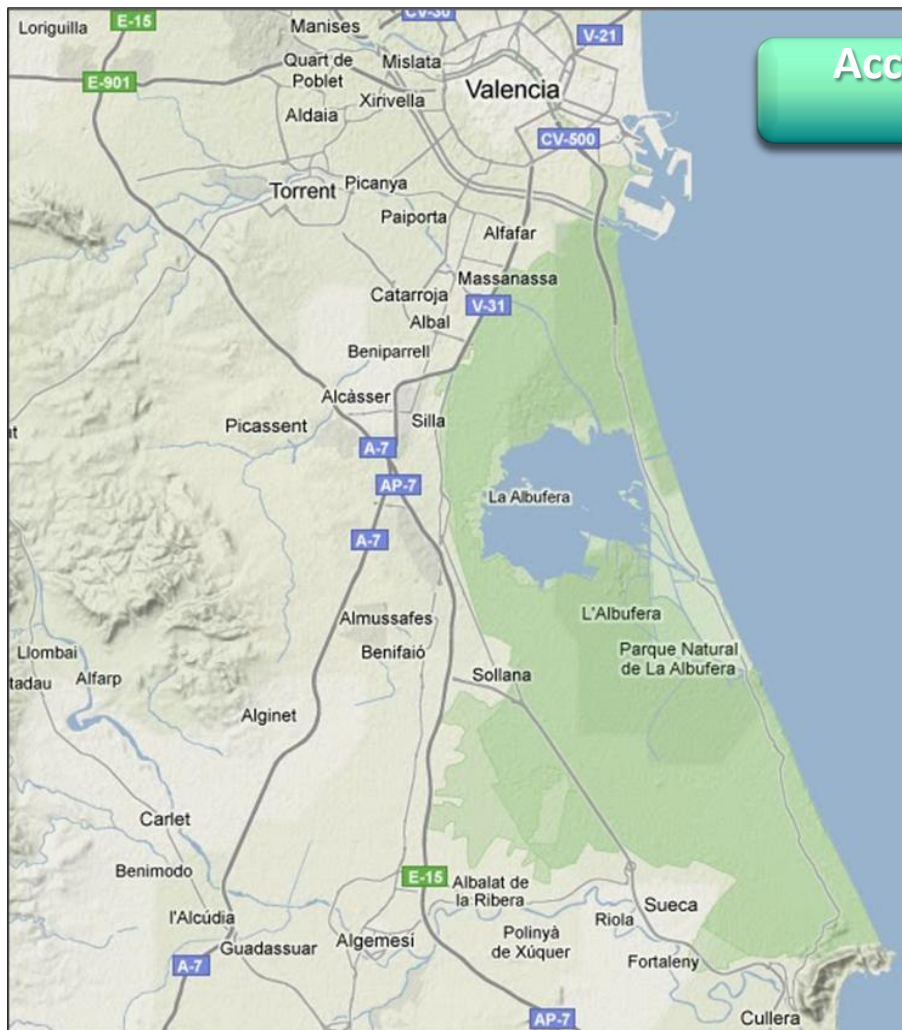 Acc
Loriguilla
E-15
Manises
CV-30
V-21
Quart de
Poblet
Mislata
E-901
Valencia
Xirivella
Aldaia
CV-500
Torrent
Picanya
Paiporta
Alfafar
Massanassa
Catarroja
V-31
Albal
Beniparrell
Alcàsser
Silla
Picassent
at
A-7
AP-7
La Albufera
A-7
Almussafes
L'Albufera
Benifaió
Parque Natural
de La Albufera
Llombai
tadau
Alfarp
Sollana
Alginet
Carlet
Benimodo
E-15
Albalat de
la Ribera
Sueca
l'Alcúdia
Riola
Guadassuar
Algemesí
Polinyà
de Xúquer
Fortaleny
A-7
AP-7
Cullera